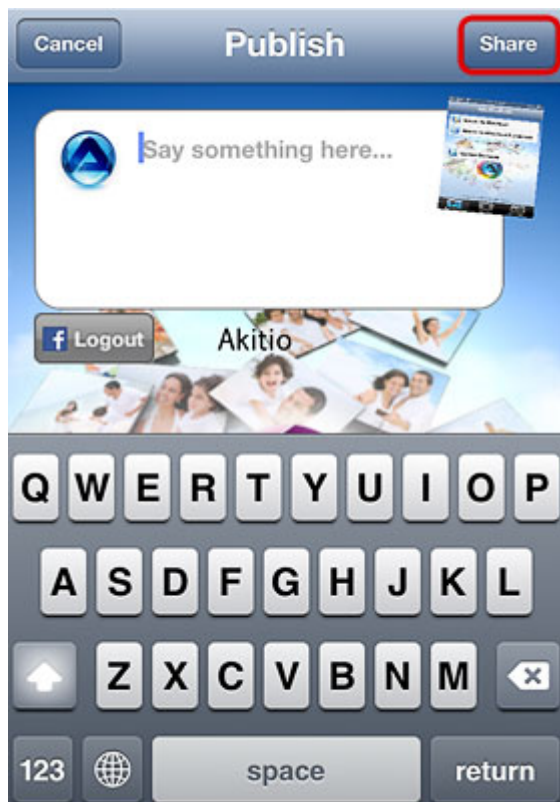 Cancel Publish Share
Say something here...
f Logout Akitio
Q W E R T Y U I O P
A S D F G H J K L
Z X C V B N M
123 space return